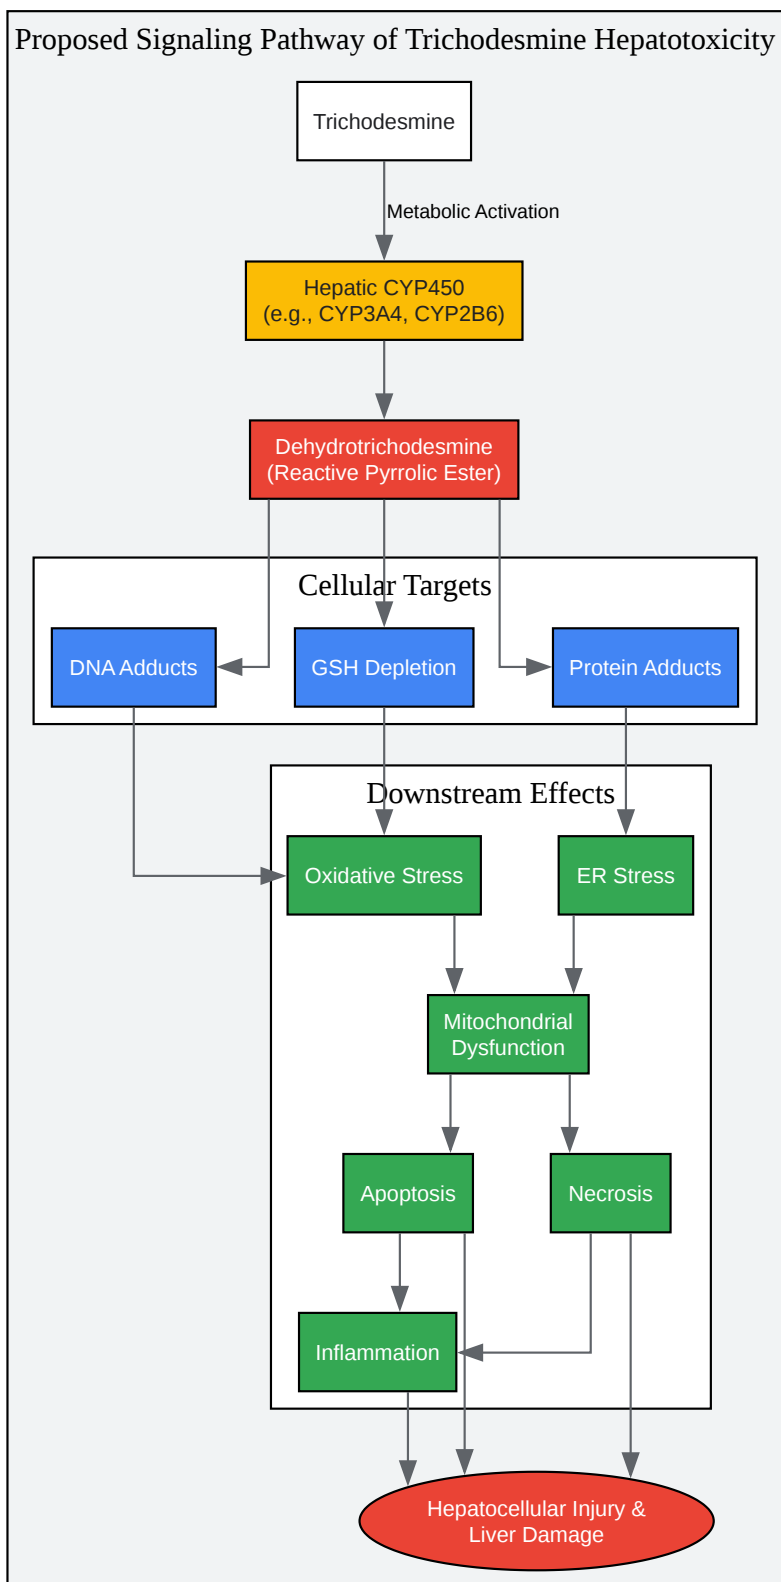 Proposed Signaling Pathway of Trichodesmine Hepatotoxicity
Trichodesmine
Metabolic Activation
Hepatic CYP450
(e.g., CYP3A4, CYP2B6)
Dehydrotrichodesmine
(Reactive Pyrrolic Ester)
Cellular Targets
DNA Adducts
GSH Depletion
Protein Adducts
Downstream Effects
Oxidative Stress
ER Stress
Mitochondrial
Dysfunction
Apoptosis
Necrosis
Inflammation
Hepatocellular Injury &
Liver Damage